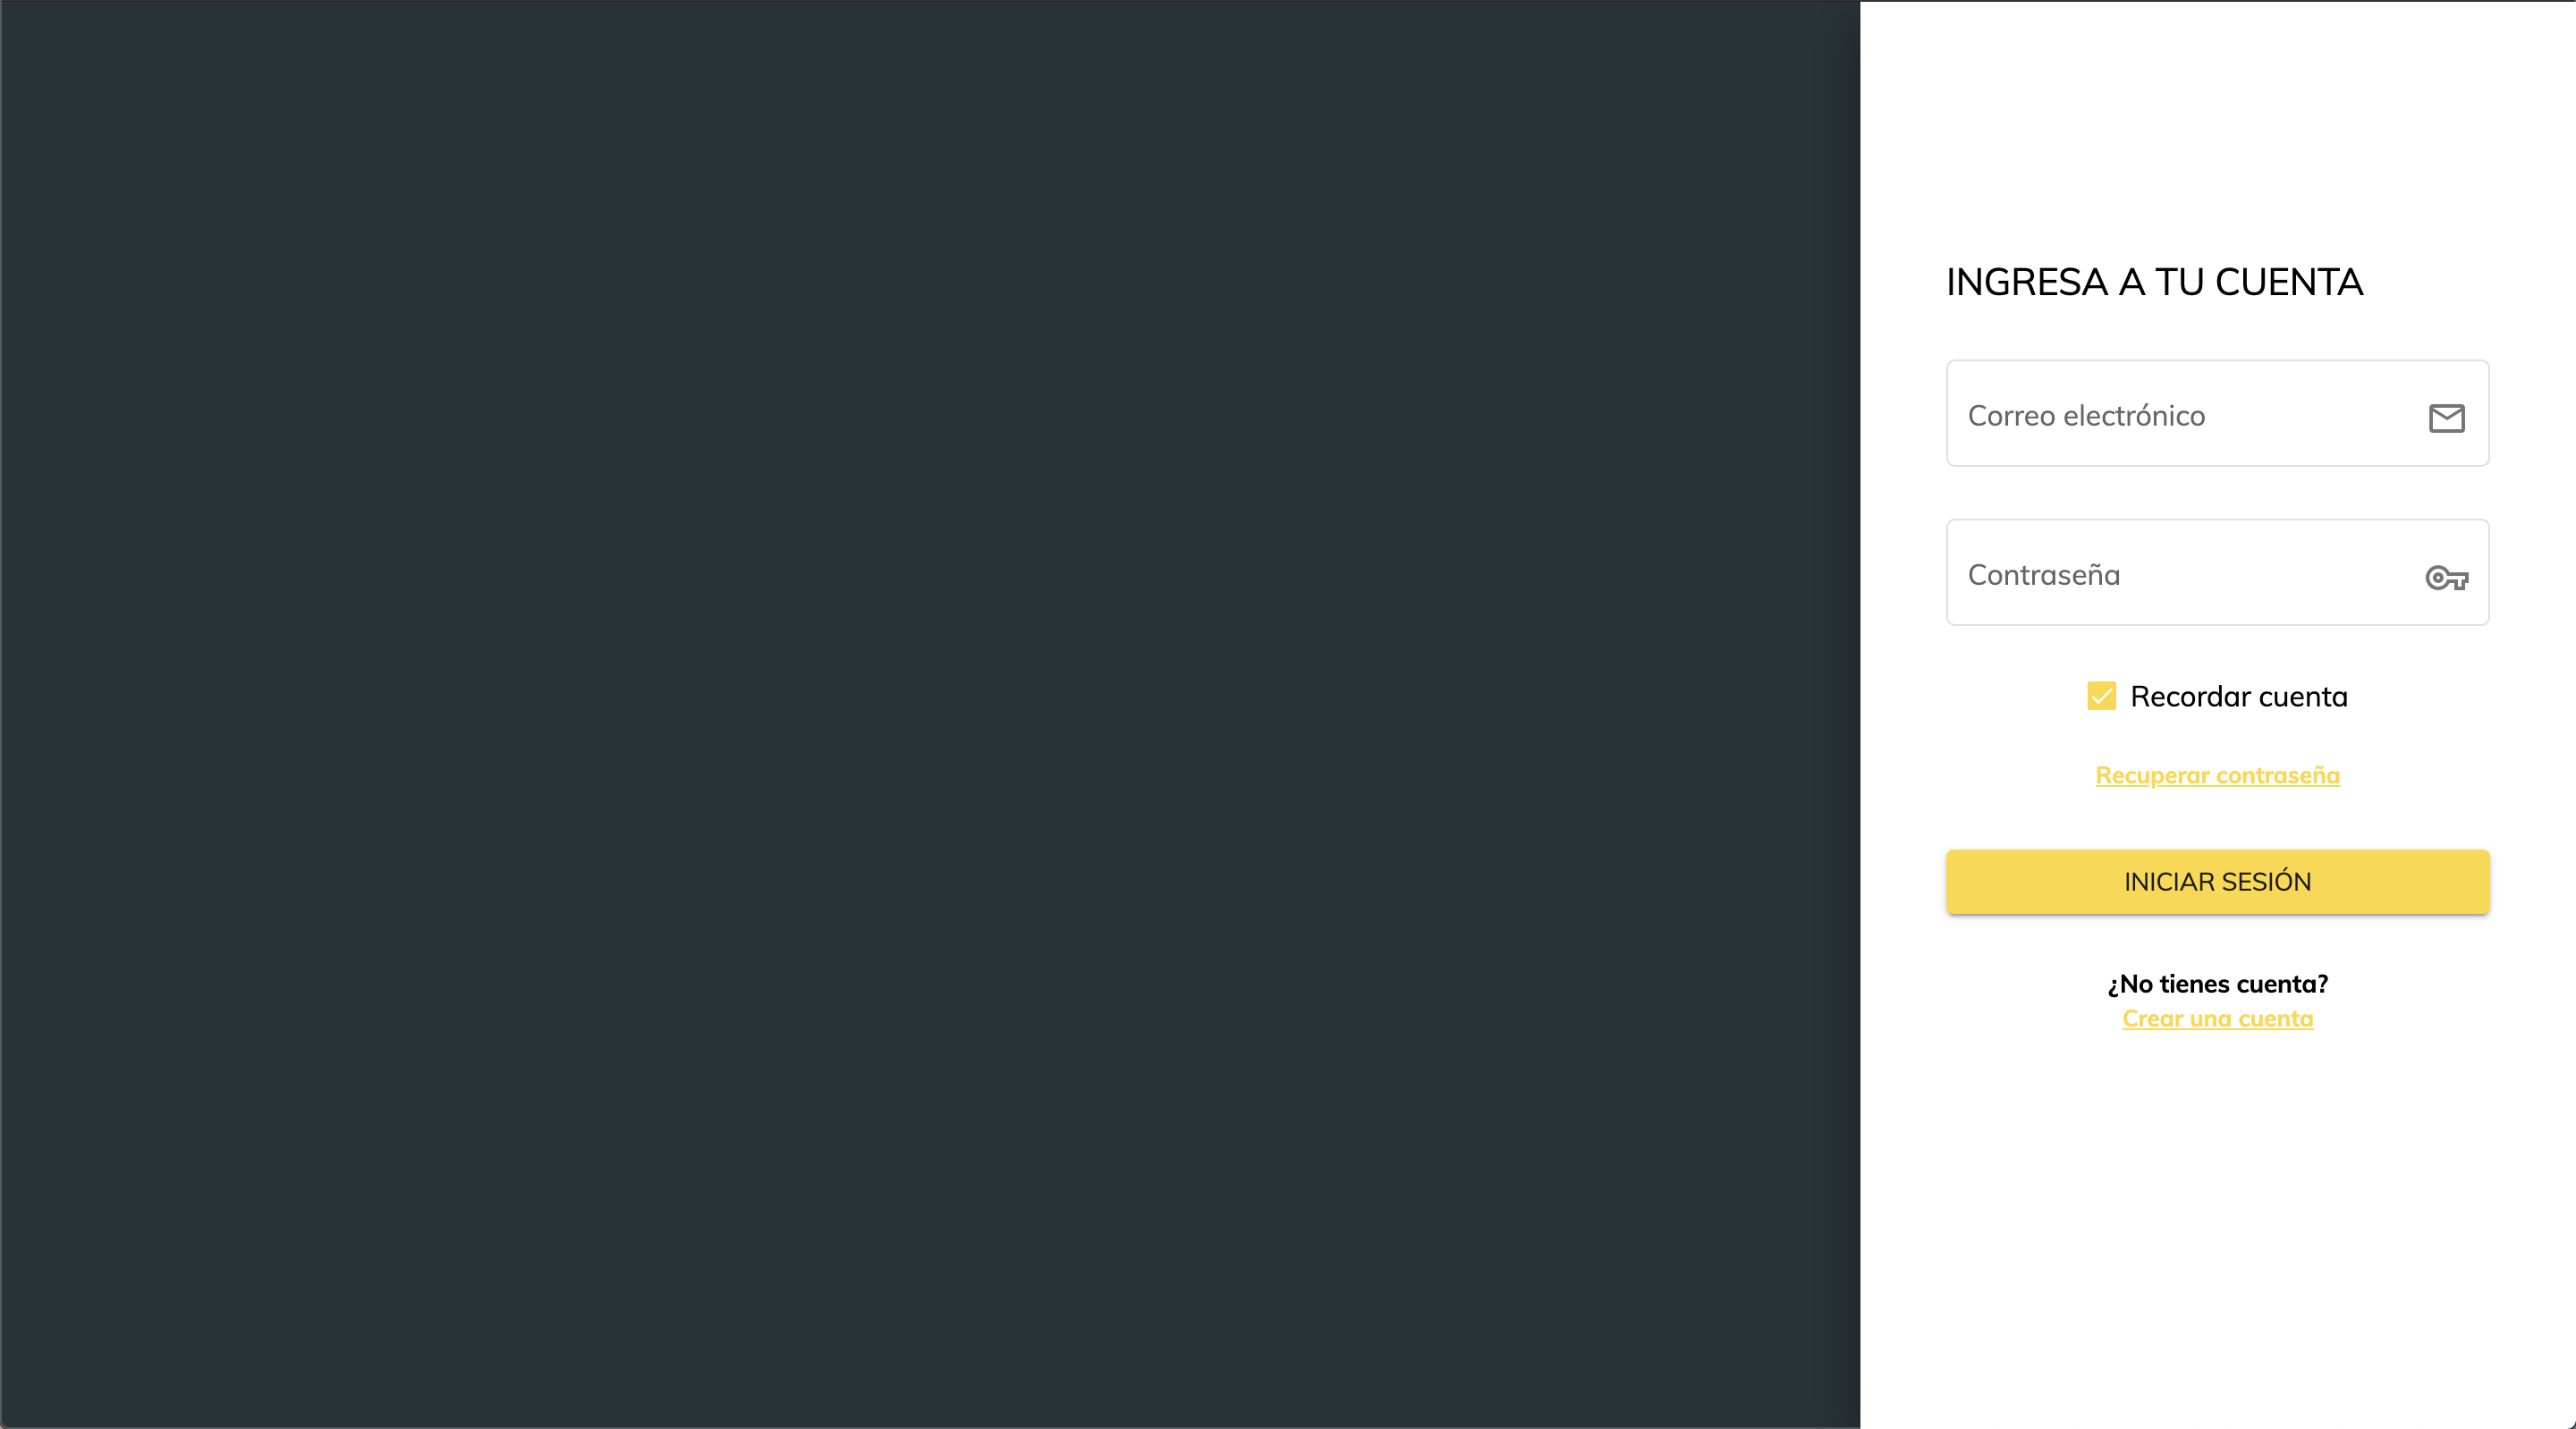 INGRESA A TU CUENTA
Correo electrónico
Contraseña
Recordar cuenta
Recuperar contraseña
INICIAR SESIÓN
¿No tienes cuenta?
Crear una cuenta